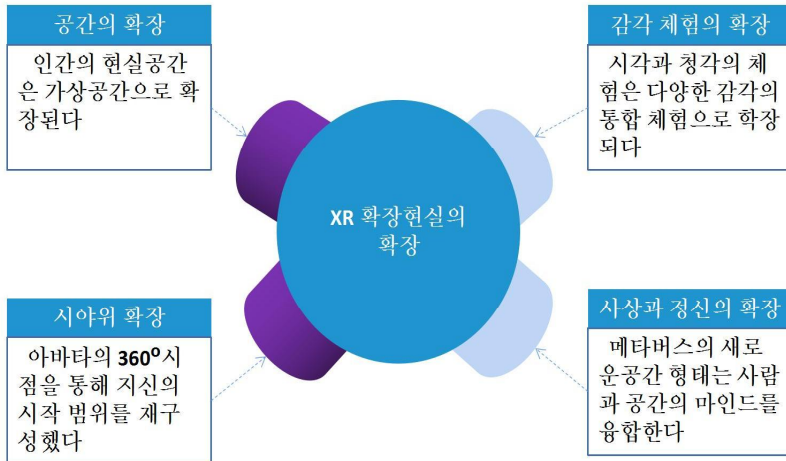 공간의 확장
인간의 현실공간
은 가상공간으로 확
장된다
감각 체험의 확장
시각과 청각의 체
험은 다양한 감각의
통합 체험으로 학장
되다
XR 확장현실의
확장
시야위 확장
아바타의 360º시
점을 통해 지신의
시작 범위를 재구
성했다
사상과 정신의 확장
메타버스의 새로
운공간 형태는 사람
과 공간의 마인드를
융합한다